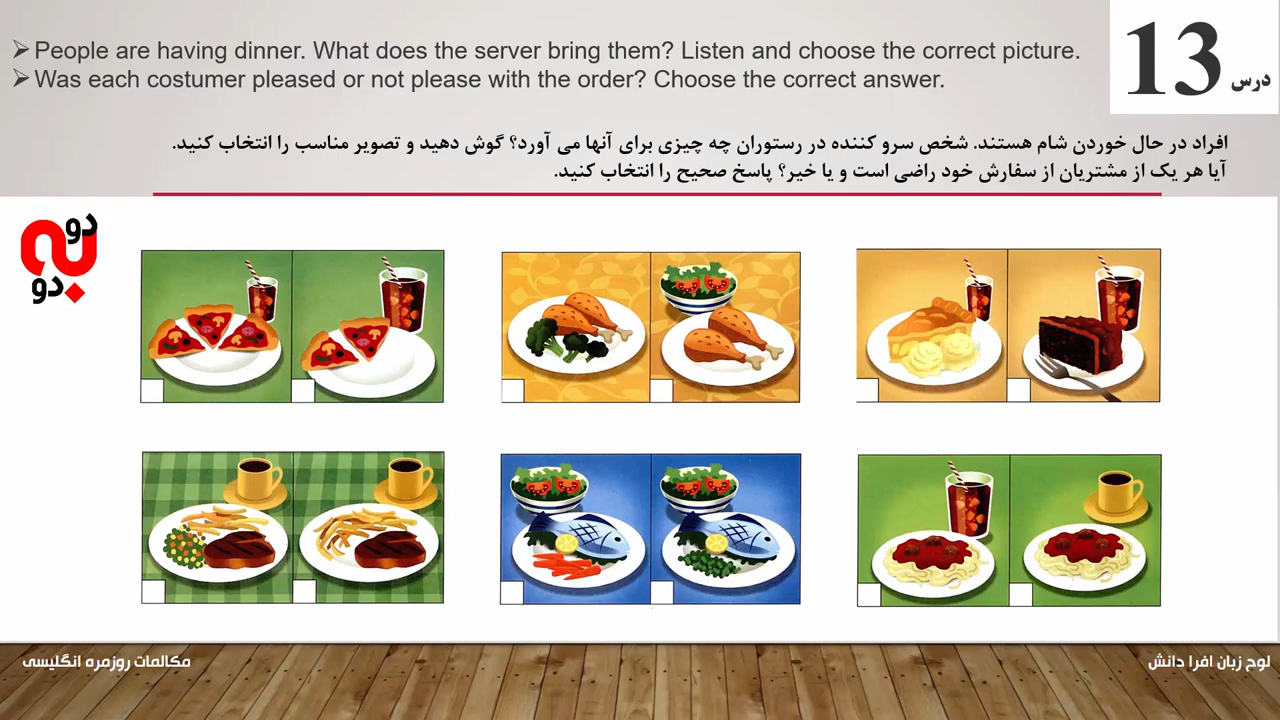 ➢ People are having dinner. What does the server bring them? Listen and choose the correct picture.
➢ Was each costumer pleased or not please with the order? Choose the correct answer.
درس 13
افراد در حال خوردن شام هستند. شخص سرو کننده در رستوران چه چیزی برای آنها می آورد؟ گوش دهید و تصویر مناسب را انتخاب کنید.
آیا هر یک از مشتریان از سفارش خود راضی است و یا خیر؟ پاسخ صحیح را انتخاب کنید.
دو
دو
مکالمات روزمره انگلیسی
لوح زبان افرا دانش